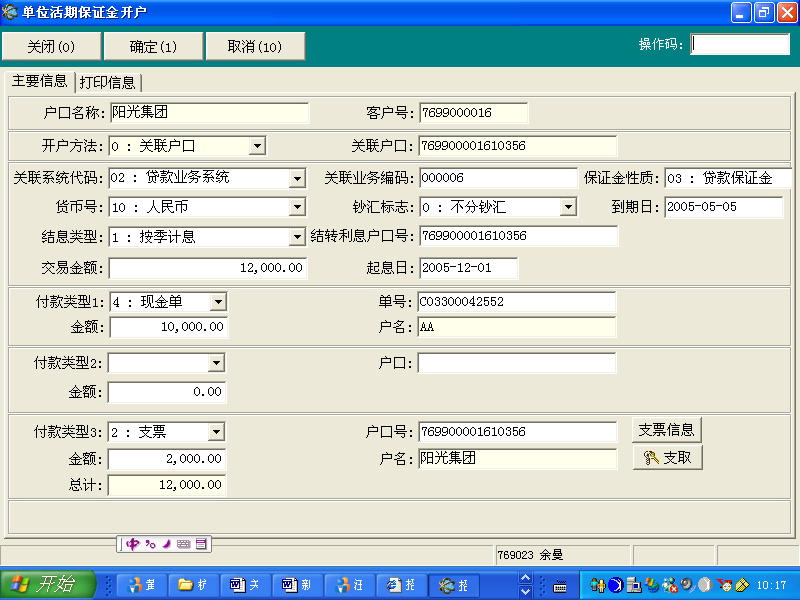 单位活期保证金开户
关闭(0) 确定(1) 取消(10) 操作码:
主要信息 打印信息
户口名称: 阳光集团 客户号: 7699000016
开户方法: 0 : 关联户口 关联户口: 769900001610356
关联系统代码: 02 : 贷款业务系统 关联业务编码: 000006 保证金性质: 03 : 贷款保证金
货币号: 10 : 人民币 钞汇标志: 0 : 不分钞汇 到期日: 2005-05-05
结息类型: 1 : 按季计息 结转利息户口号: 769900001610356
交易金额: 12,000.00 起息日: 2005-12-01
付款类型1: 4 : 现金单 单号: C03300042552
金额: 10,000.00 户名: AA
付款类型2: 户口:
金额: 0.00
付款类型3: 2 : 支票 户口号: 769900001610356 支票信息
金额: 2,000.00 户名: 阳光集团 支取
总计: 12,000.00
中
769023 余曼
开始 扩 关 汪 招 招 10:17